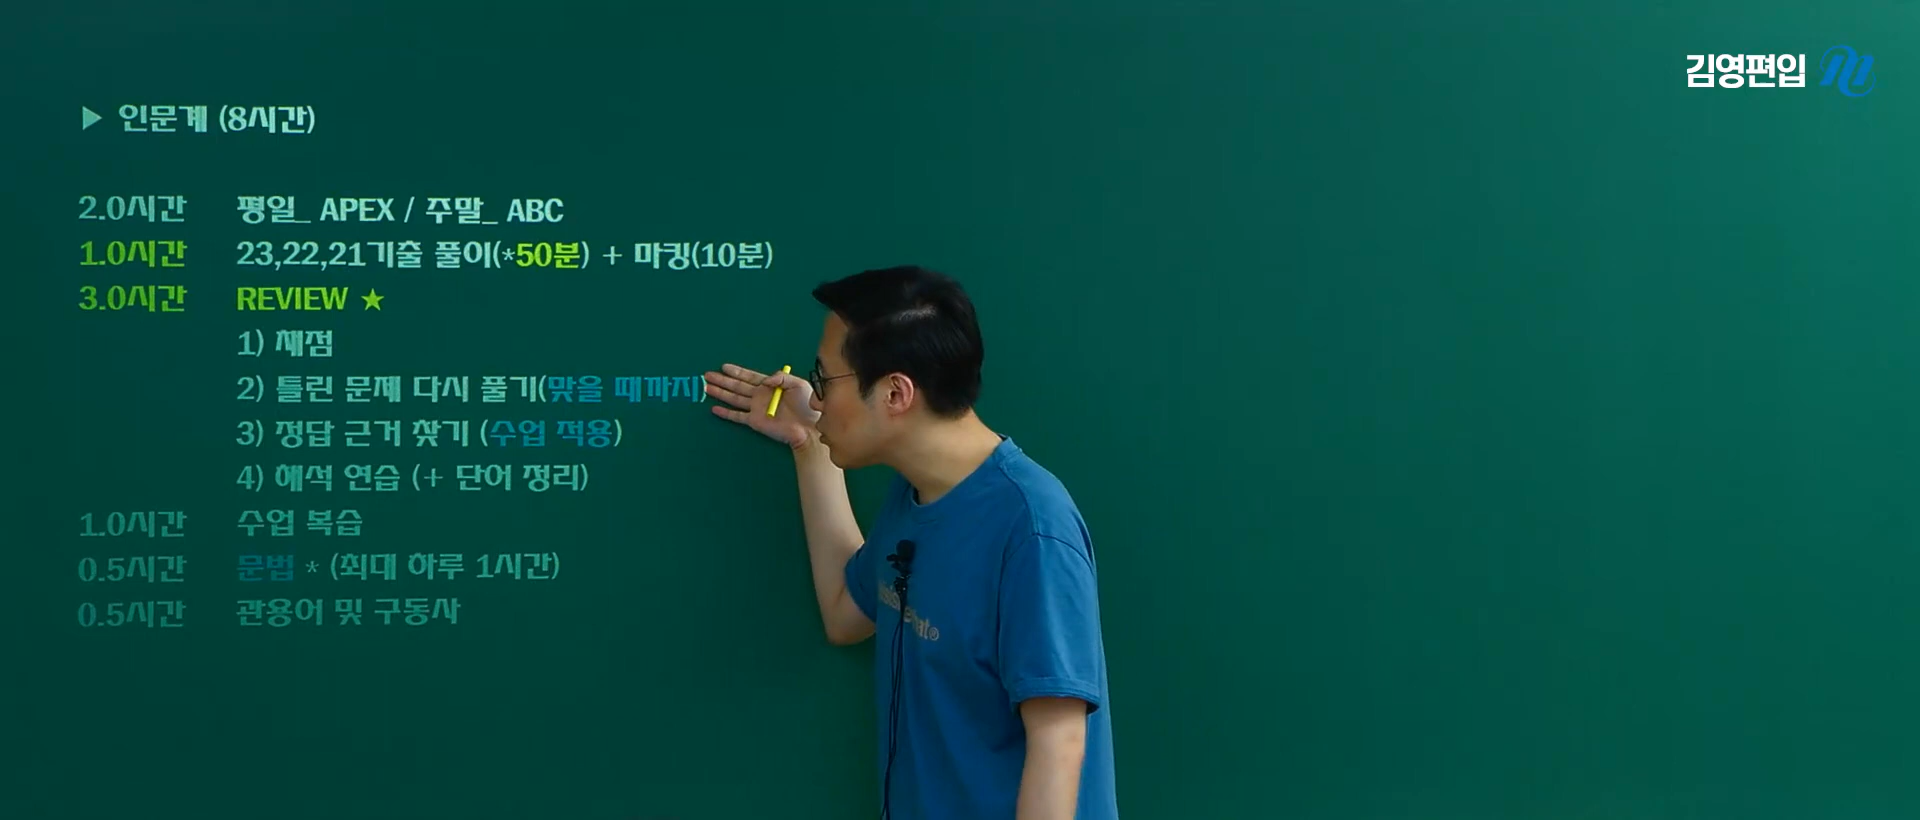 김영편입
▶ 인문계 (8시간)
2.0시간 평일_ APEX / 주말_ ABC
1.0시간 23,22,21기출 풀이(*50분) + 마킹(10분)
3.0시간 REVIEW ★
1) 채점
2) 틀린 문제 다시 풀기(맞을 때까지)
3) 정답 근거 찾기 (수업 적용)
4) 해석 연습 (+ 단어 정리)
1.0시간 수업 복습
0.5시간 문법 * (최대 하루 1시간)
0.5시간 관용어 및 구동사